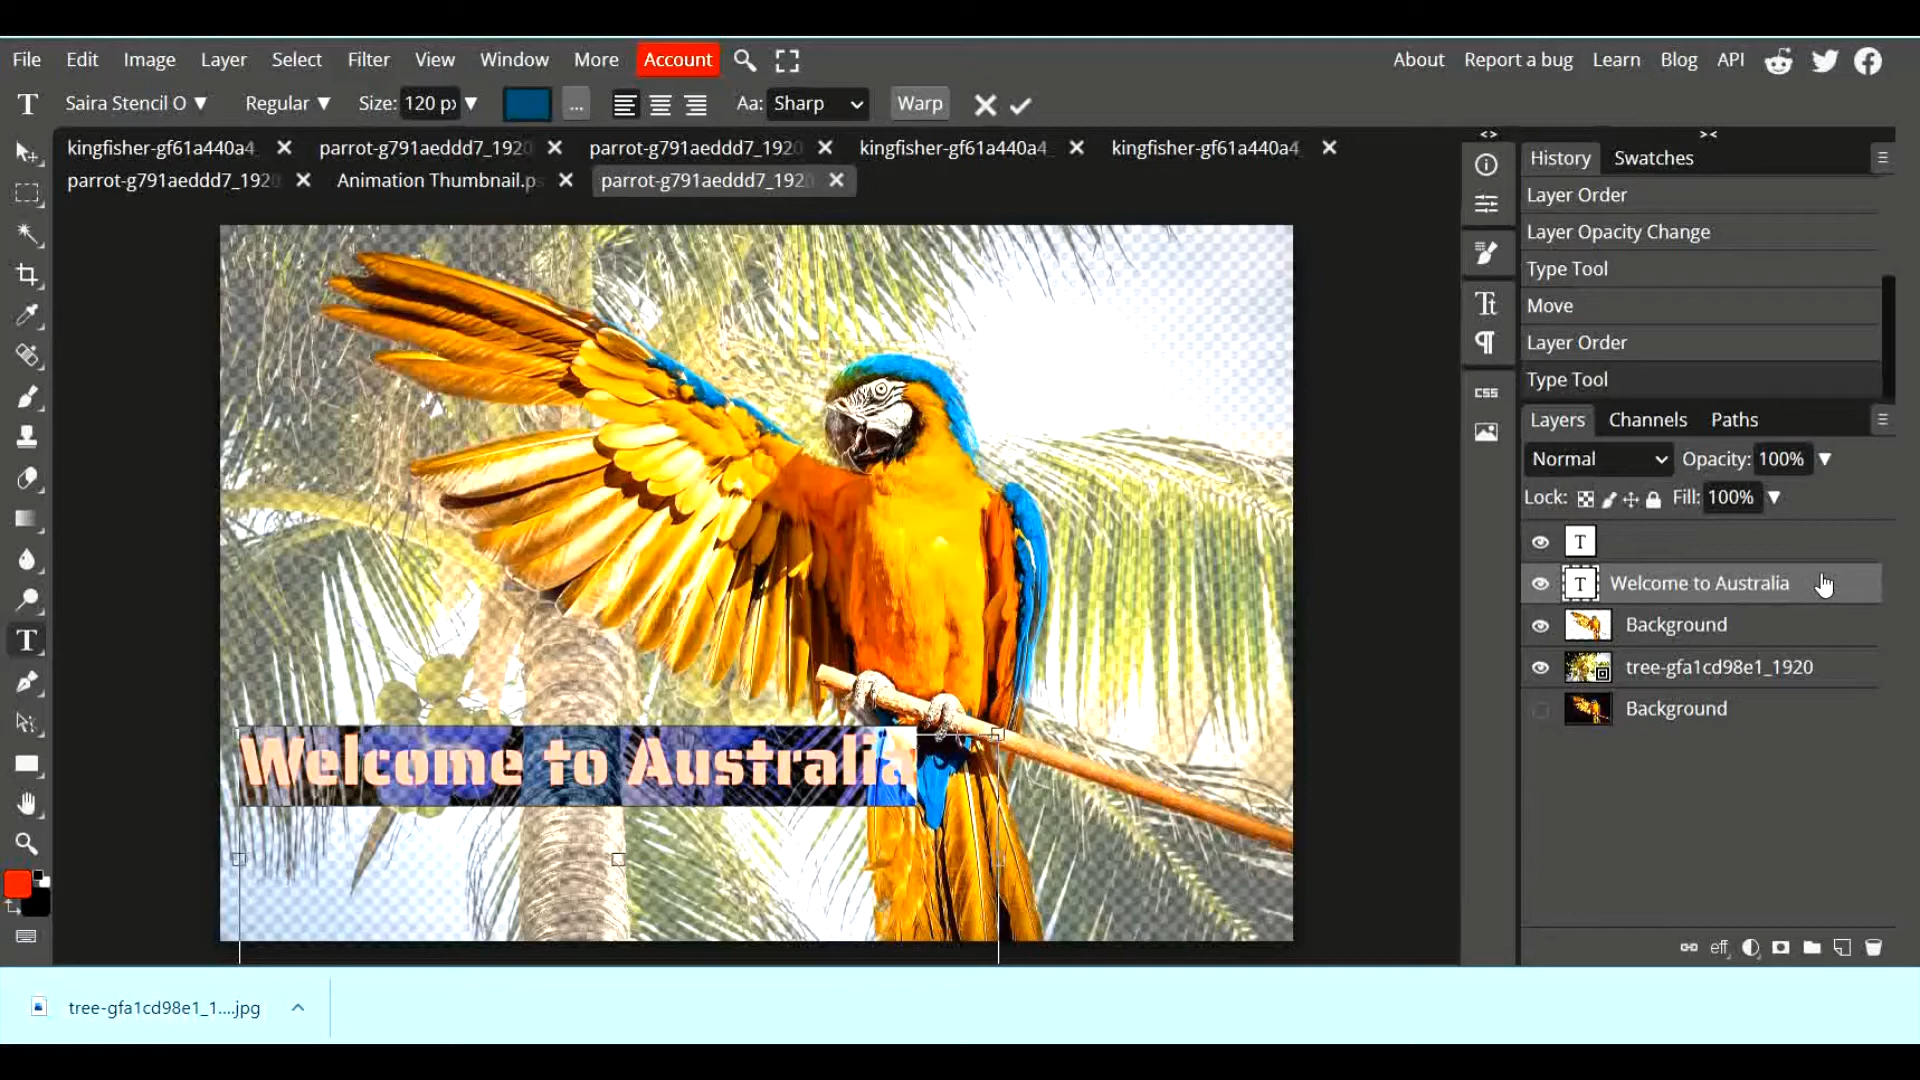 File Edit Image Layer Select Filter View Window More Account About Report a bug Learn Blog API
T Saira Stencil O Regular Size: 120 px ... Aa: Sharp Warp
kingfisher-gf61a440a4 parrot-g791aeddd7_1920 parrot-g791aeddd7_1920 kingfisher-gf61a440a4 kingfisher-gf61a440a4
parrot-g791aeddd7_192 Animation Thumbnail.ps parrot-g791aeddd7_1920
History Swatches
Layer Order
Layer Opacity Change
Type Tool
Move
Layer Order
Type Tool
CSS
Layers Channels Paths
Normal Opacity: 100%
Lock: Fill: 100%
T
T Welcome to Australia
Background
tree-gfa1cd98e1_1920
Background
Welcome to Australia
eff
tree-gfa1cd98e1_1....jpg